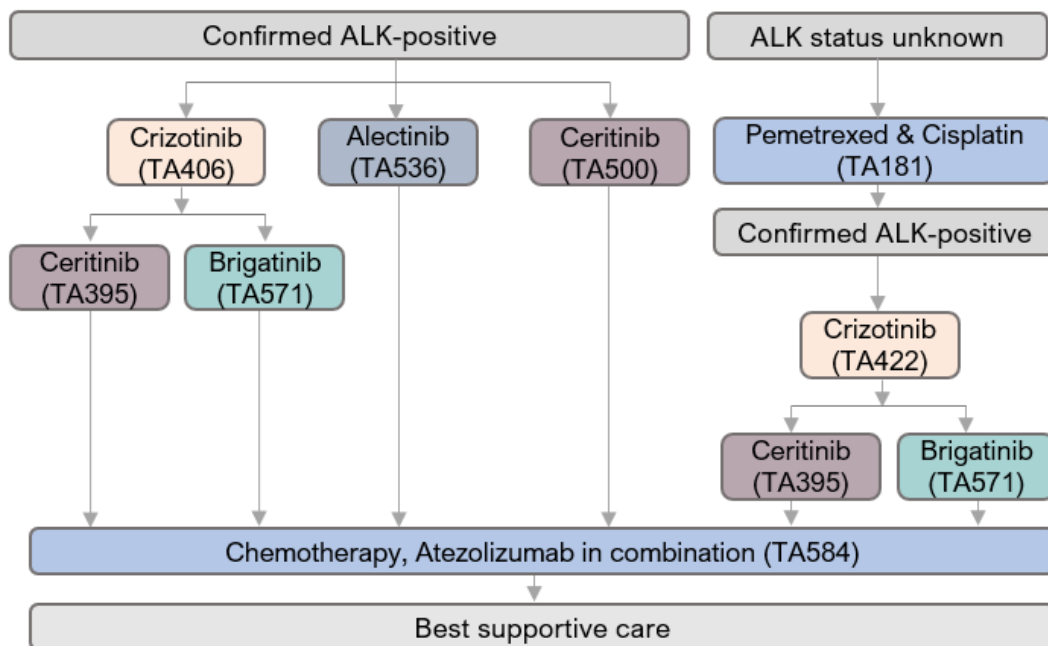 Confirmed ALK-positive
ALK status unknown
Crizotinib
(TA406)
Alectinib
(TA536)
Ceritinib
(TA500)
Pemetrexed & Cisplatin
(TA181)
Confirmed ALK-positive
Ceritinib
(TA395)
Brigatinib
(TA571)
Crizotinib
(TA422)
Ceritinib
(TA395)
Brigatinib
(TA571)
Chemotherapy, Atezolizumab in combination (TA584)
Best supportive care